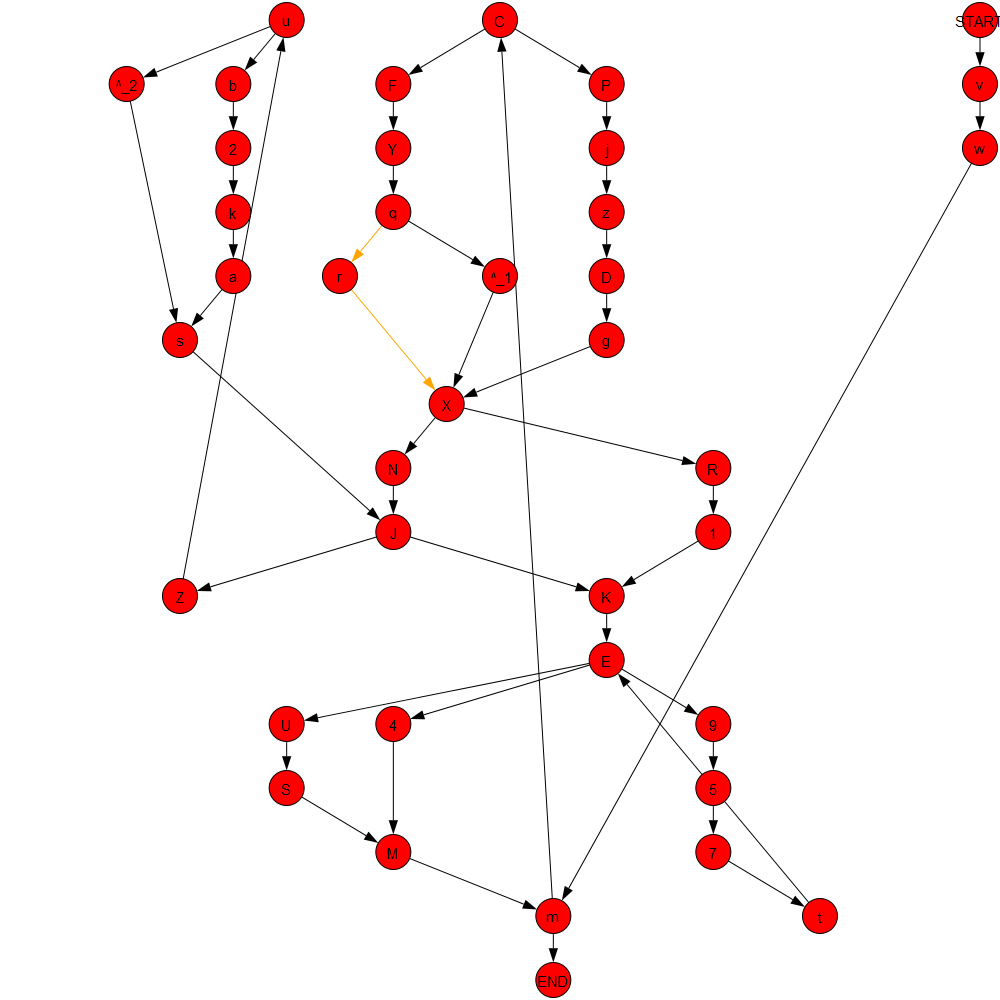 u C START
^_2 b F P v
2 Y j w
k q z
a r ^_1 D
s g
X
N R
J 1
Z K
E
U 4 9
S 5
M 7
m t
END